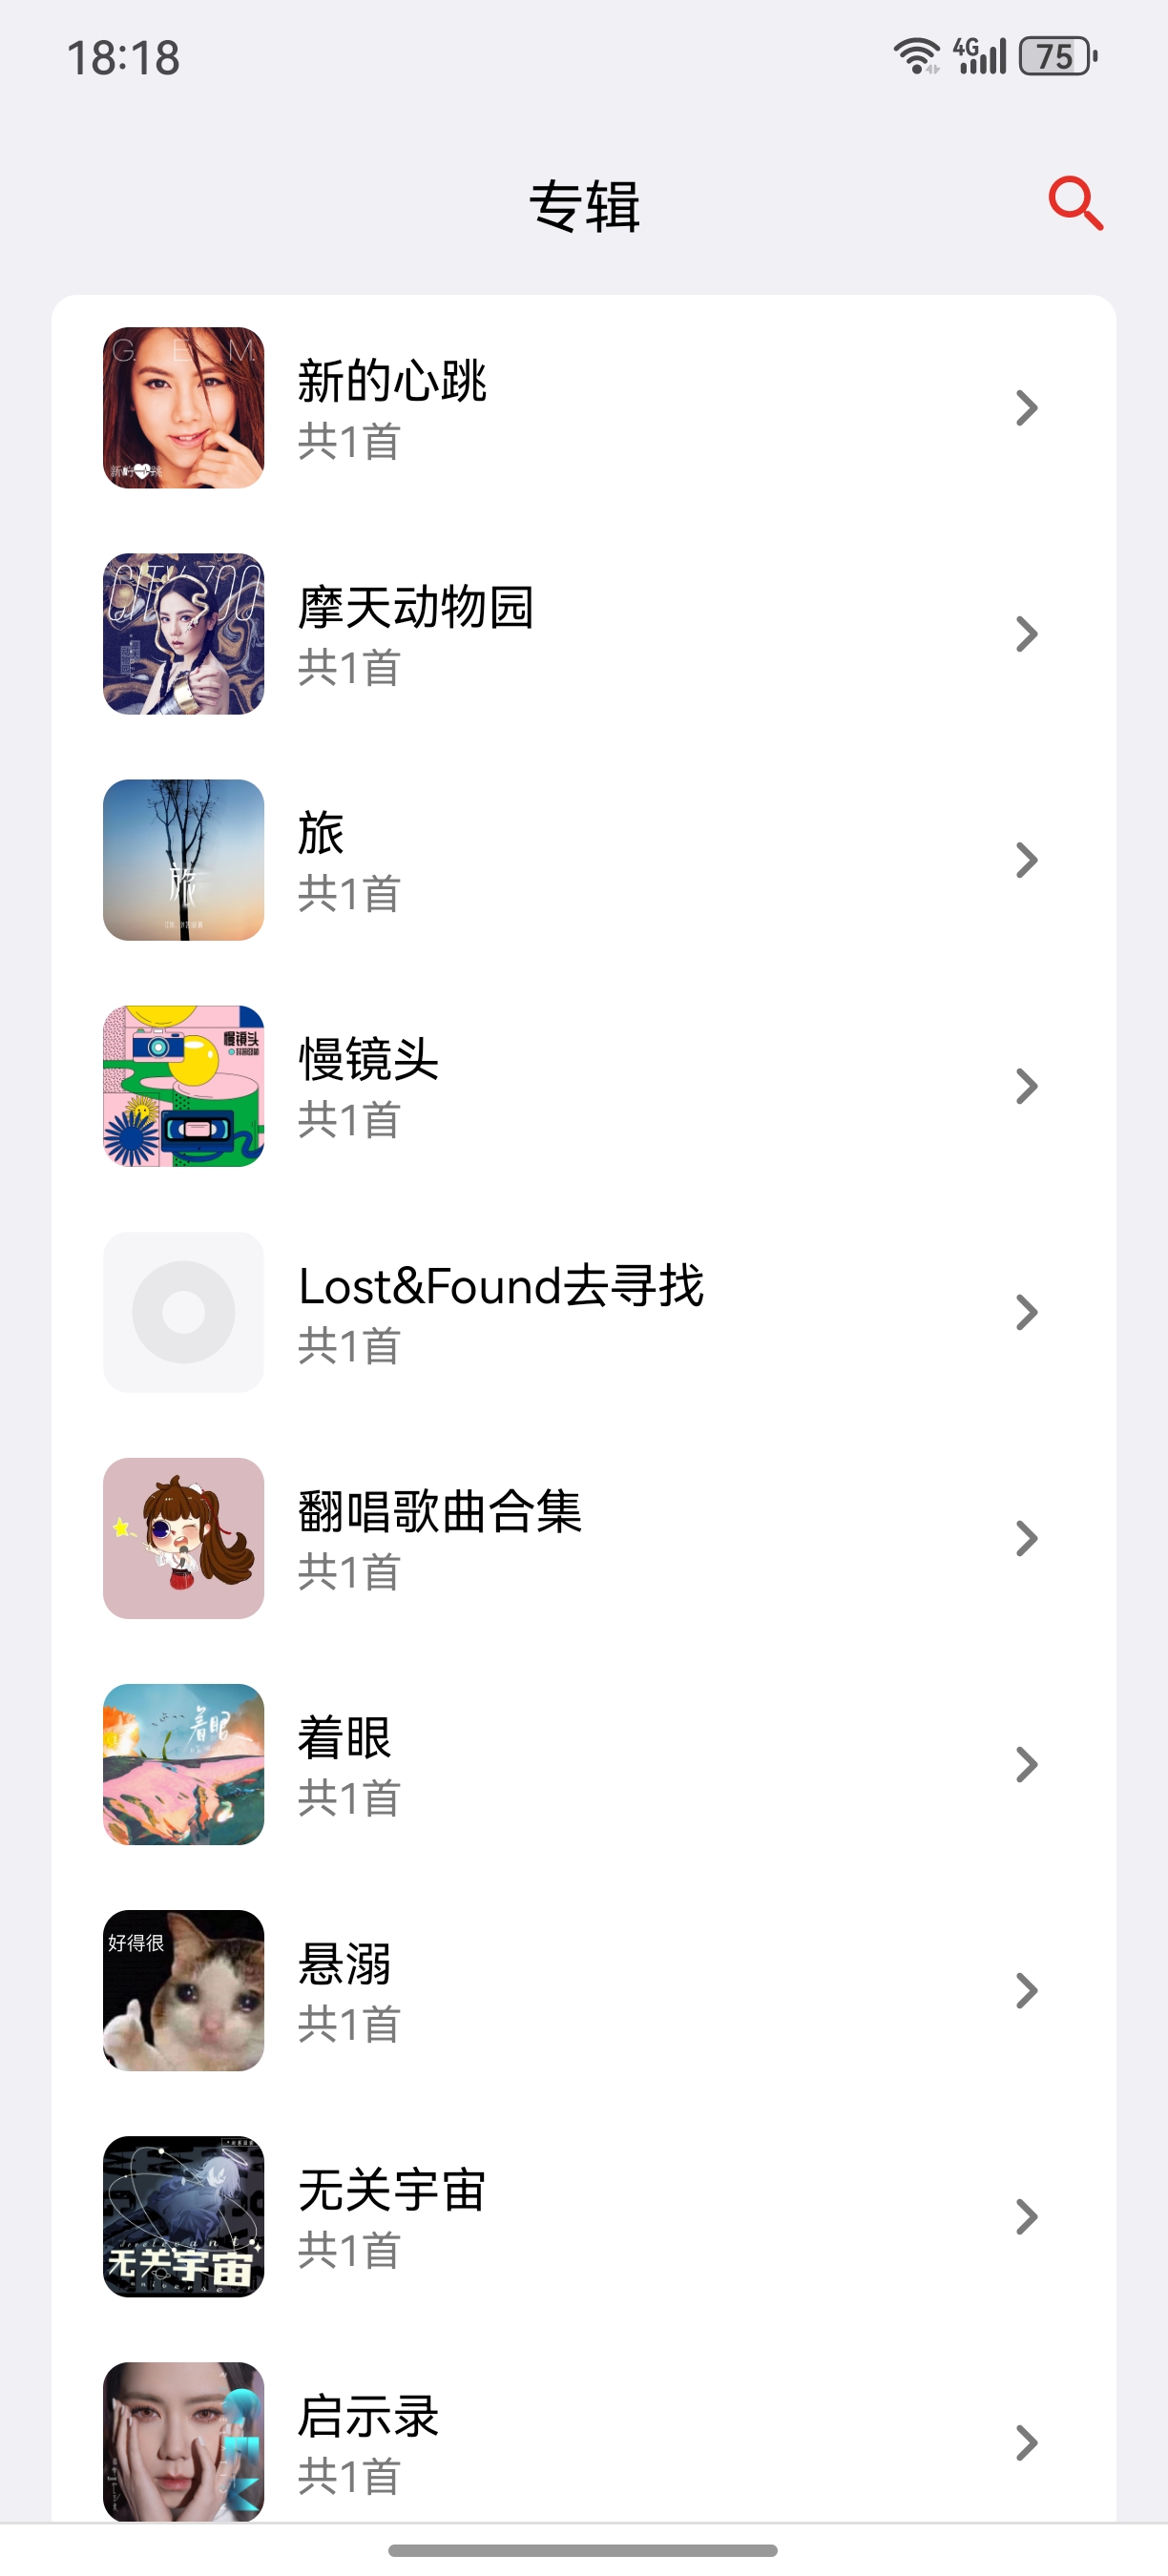 18:18
4G
75
专辑
G. E. M.
新的心跳
共1首
CITY ZOO
摩天动物园
共1首
旅
旅
共1首
慢镜头
慢镜头
共1首
Lost&Found去寻找
共1首
翻唱歌曲合集
共1首
着眼
着眼
共1首
好得很
悬溺
共1首
无关宇宙
无关宇宙
共1首
启示录
共1首